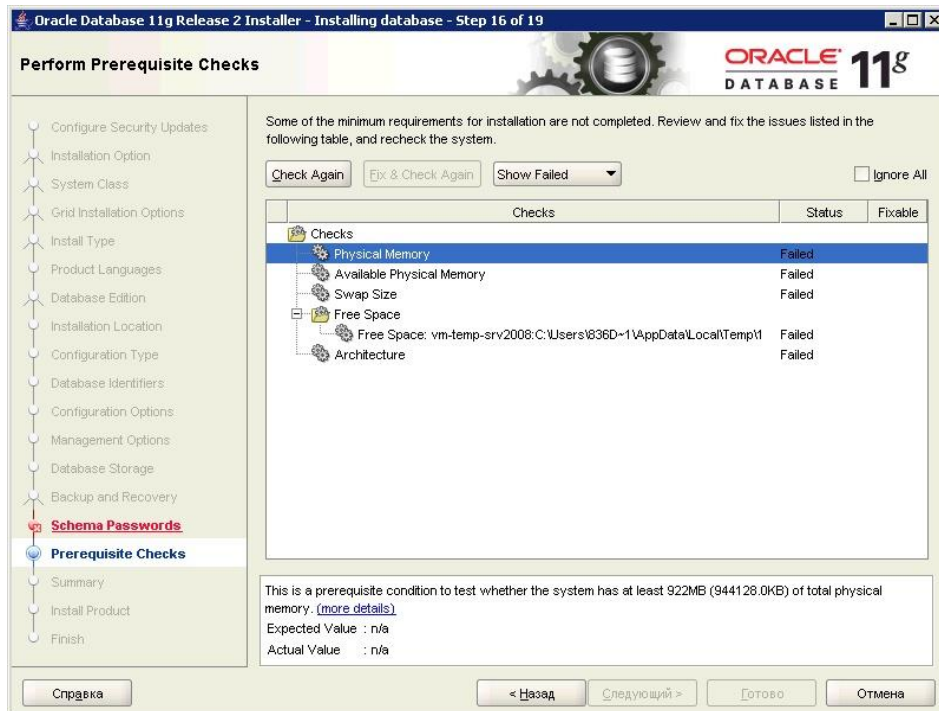 Oracle Database 11g Release 2 Installer - Installing database - Step 16 of 19
Perform Prerequisite Checks
ORACLE
DATABASE
11g
Configure Security Updates
Installation Option
System Class
Grid Installation Options
Install Type
Product Languages
Database Edition
Installation Location
Configuration Type
Database Identifiers
Configuration Options
Management Options
Database Storage
Backup and Recovery
Schema Passwords
Prerequisite Checks
Summary
Install Product
Finish
Some of the minimum requirements for installation are not completed. Review and fix the issues listed in the
following table, and recheck the system.
Check Again Fix & Check Again Show Failed Ignore All
Checks Status Fixable
Checks
Physical Memory Failed
Available Physical Memory Failed
Swap Size Failed
Free Space
Free Space: vm-temp-srv2008:C:\Users\836D~1\AppData\Local\Temp\1 Failed
Architecture Failed
This is a prerequisite condition to test whether the system has at least 922MB (944128.0KB) of total physical
memory. (more details)
Expected Value : n/a
Actual Value : n/a
Справка < Назад Следующий > Готово Отмена